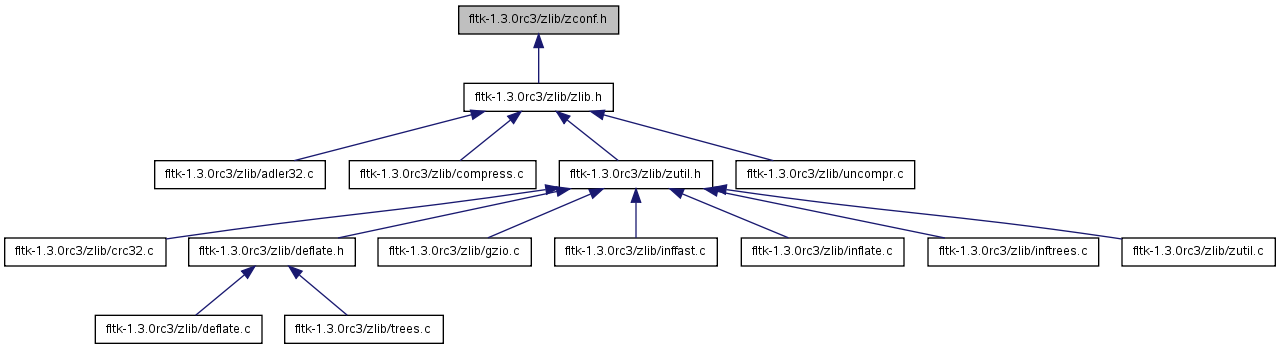 fltk-1.3.0rc3/zlib/zconf.h
fltk-1.3.0rc3/zlib/zlib.h
fltk-1.3.0rc3/zlib/adler32.c
fltk-1.3.0rc3/zlib/compress.c
fltk-1.3.0rc3/zlib/zutil.h
fltk-1.3.0rc3/zlib/uncompr.c
fltk-1.3.0rc3/zlib/crc32.c
fltk-1.3.0rc3/zlib/deflate.h
fltk-1.3.0rc3/zlib/gzio.c
fltk-1.3.0rc3/zlib/inffast.c
fltk-1.3.0rc3/zlib/inflate.c
fltk-1.3.0rc3/zlib/inftrees.c
fltk-1.3.0rc3/zlib/zutil.c
fltk-1.3.0rc3/zlib/deflate.c
fltk-1.3.0rc3/zlib/trees.c